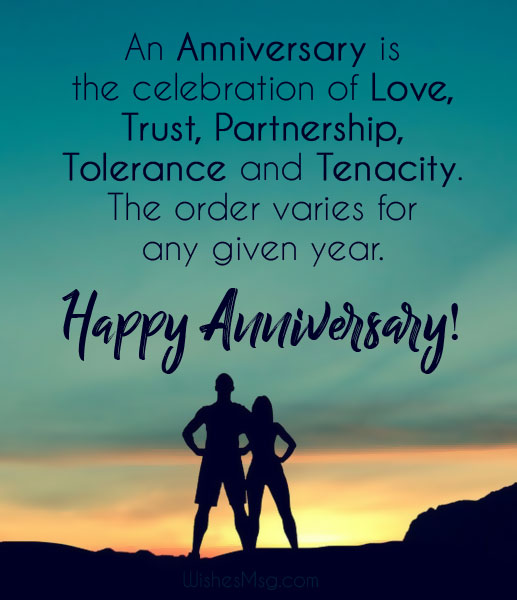 An Anniversary is
the celebration of Love,
Trust, Partnership,
Tolerance and Tenacity.
The order varies for
any given year.
Happy Anniversary!
WishesMsg.com